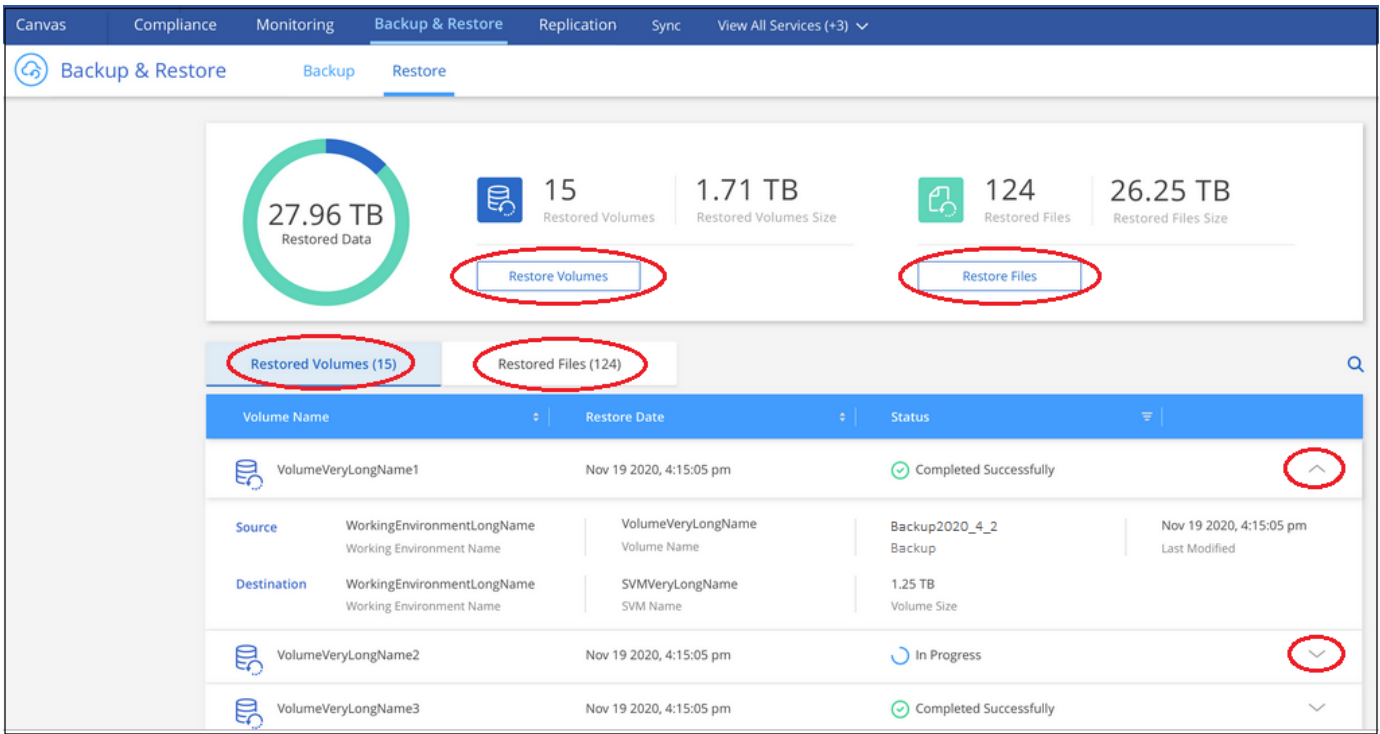 Canvas Compliance Monitoring Backup & Restore Replication Sync View All Services (+3)
Backup & Restore Backup Restore
27.96 TB
Restored Data
15 1.71 TB
Restored Volumes Restored Volumes Size
Restore Volumes
124 26.25 TB
Restored Files Restored Files Size
Restore Files
Restored Volumes (15) Restored Files (124)
Volume Name Restore Date Status
VolumeVeryLongName1 Nov 19 2020, 4:15:05 pm Completed Successfully
Source WorkingEnvironmentLongName VolumeVeryLongName Backup2020_4_2 Nov 19 2020, 4:15:05 pm
Working Environment Name Volume Name Backup Last Modified
Destination WorkingEnvironmentLongName SVMVeryLongName 1.25 TB
Working Environment Name SVM Name Volume Size
VolumeVeryLongName2 Nov 19 2020, 4:15:05 pm In Progress
VolumeVeryLongName3 Nov 19 2020, 4:15:05 pm Completed Successfully